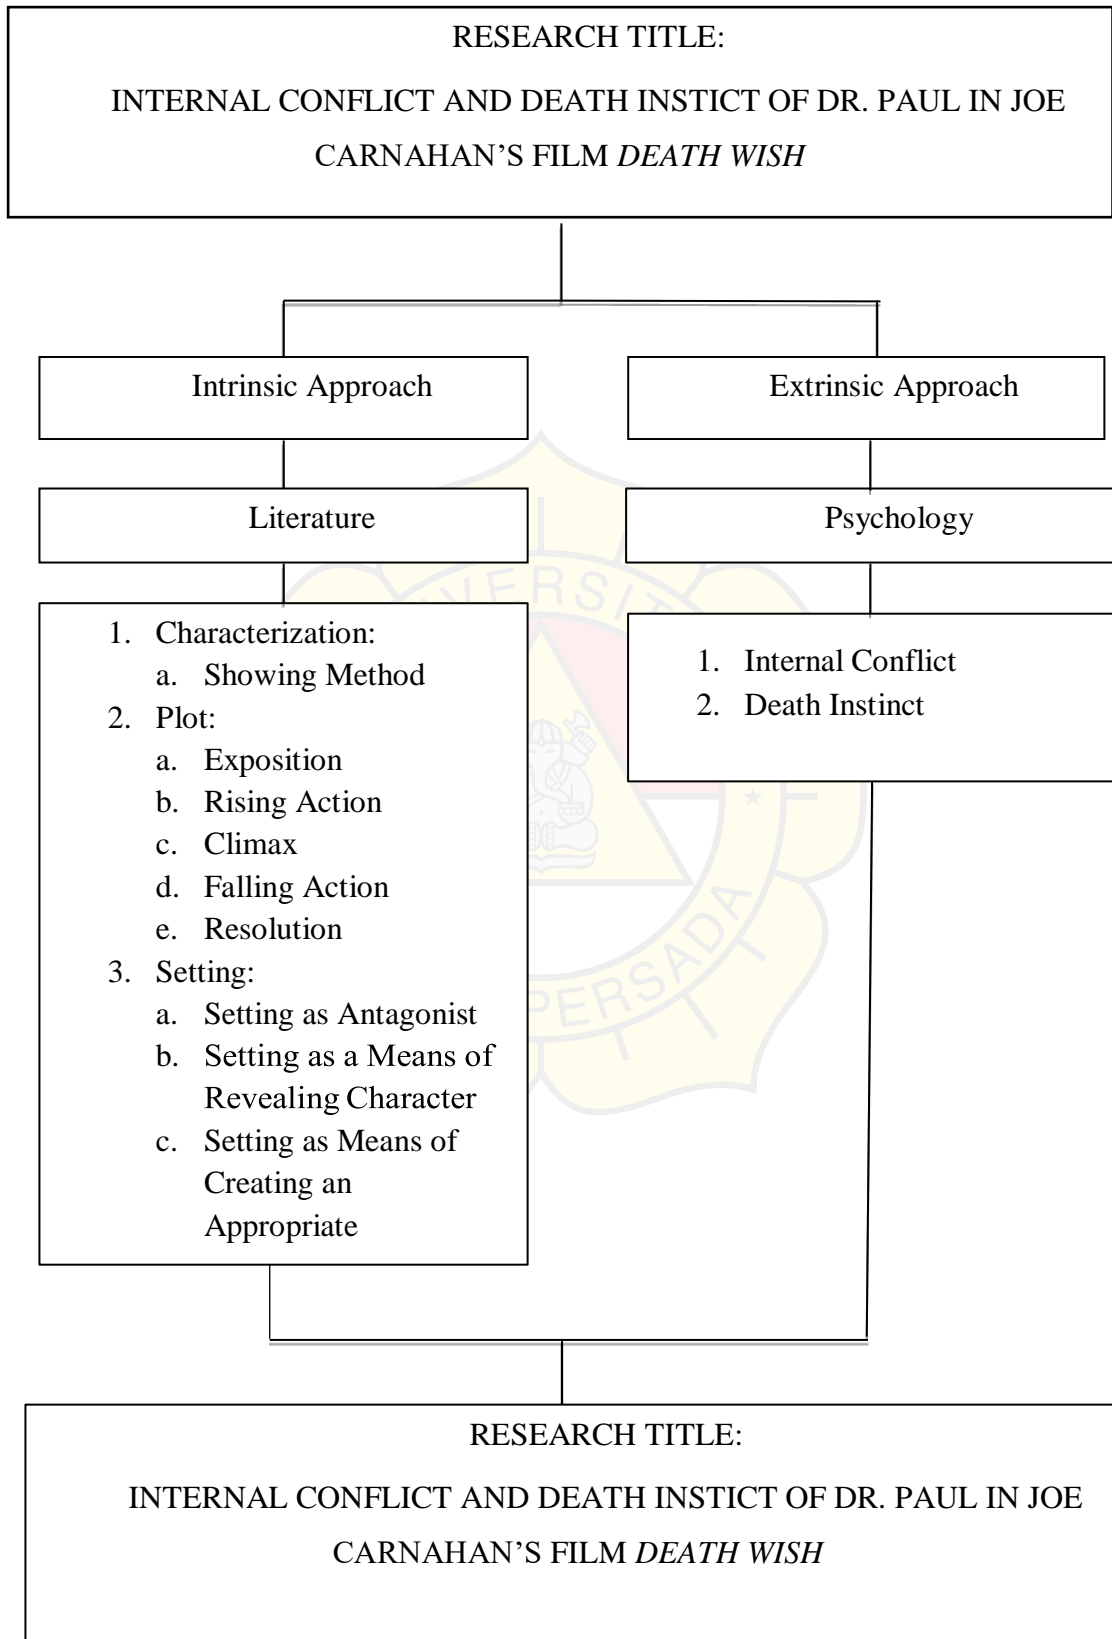 RESEARCH TITLE:
INTERNAL CONFLICT AND DEATH INSTICT OF DR. PAUL IN JOE
CARNAHAN’S FILM DEATH WISH
Intrinsic Approach
Extrinsic Approach
Literature
Psychology
1. Characterization:
a. Showing Method
2. Plot:
a. Exposition
b. Rising Action
c. Climax
d. Falling Action
e. Resolution
3. Setting:
a. Setting as Antagonist
b. Setting as a Means of
Revealing Character
c. Setting as Means of
Creating an
Appropriate
1. Internal Conflict
2. Death Instinct
PERSADA
RESEARCH TITLE:
INTERNAL CONFLICT AND DEATH INSTICT OF DR. PAUL IN JOE
CARNAHAN’S FILM DEATH WISH